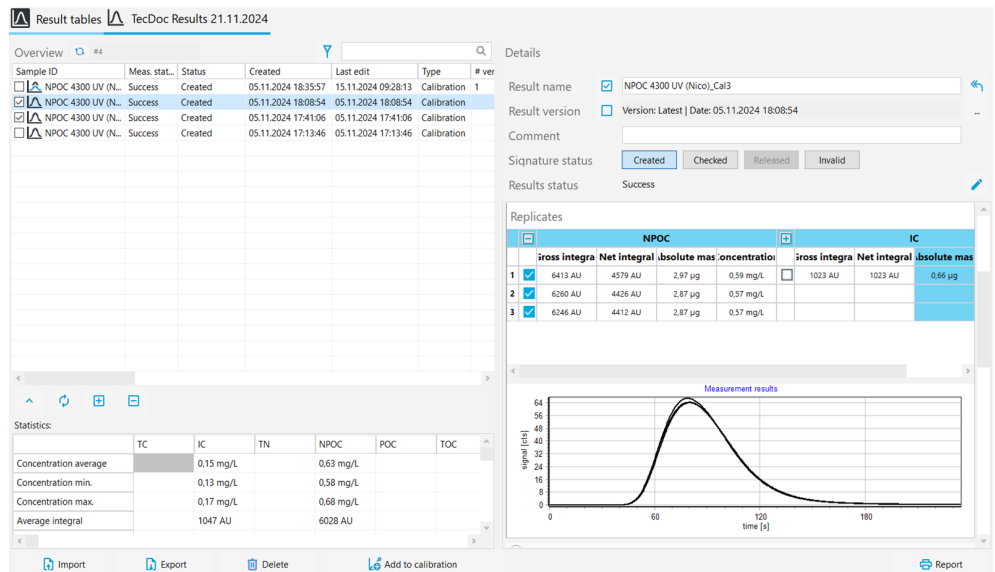 Result tables TecDoc Results 21.11.2024
Overview #4
Details
Sample ID Meas. stat... Status Created Last edit Type # ver
NPOC 4300 UV (N... Success Created 05.11.2024 18:35:57 15.11.2024 09:28:13 Calibration 1
NPOC 4300 UV (N... Success Created 05.11.2024 18:08:54 05.11.2024 18:08:54 Calibration
NPOC 4300 UV (N... Success Created 05.11.2024 17:41:06 05.11.2024 17:41:06 Calibration
NPOC 4300 UV (N... Success Created 05.11.2024 17:13:46 05.11.2024 17:13:46 Calibration
Result name NPOC 4300 UV (Nico)_Cal3
Result version Version: Latest | Date: 05.11.2024 18:08:54 ...
Comment
Signature status Created Checked Released Invalid
Results status Success
Replicates
NPOC IC
Gross integra Net integral Absolute mas Concentration Gross integra Net integral Absolute mas
1 6413 AU 4579 AU 2,97 µg 0,59 mg/L 1023 AU 1023 AU 0,66 µg
2 6260 AU 4426 AU 2,87 µg 0,57 mg/L
3 6246 AU 4412 AU 2,87 µg 0,57 mg/L
Measurement results
64
56
48
40
32
24
16
8
0
signal [cts]
0 60 120 180
time [s]
Statistics:
TC IC TN NPOC POC TOC
Concentration average 0,15 mg/L 0,63 mg/L
Concentration min. 0,13 mg/L 0,58 mg/L
Concentration max. 0,17 mg/L 0,68 mg/L
Average integral 1047 AU 6028 AU
Import Export Delete Add to calibration Report